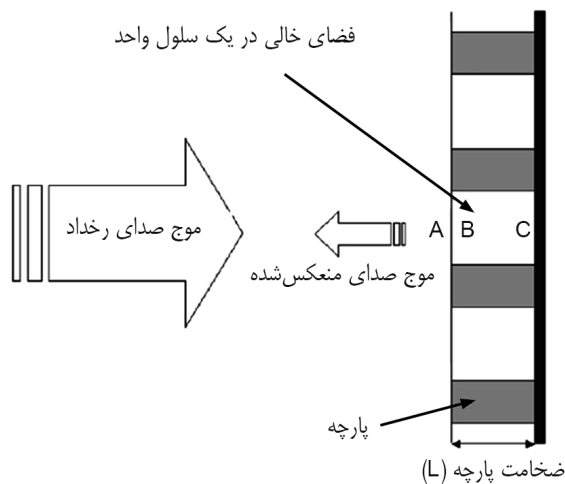 فضای خالی در یک سلول واحد
موج صدای رخداد
A B C
موج صدای منعکس‌شده
پارچه
ضخامت پارچه (L)